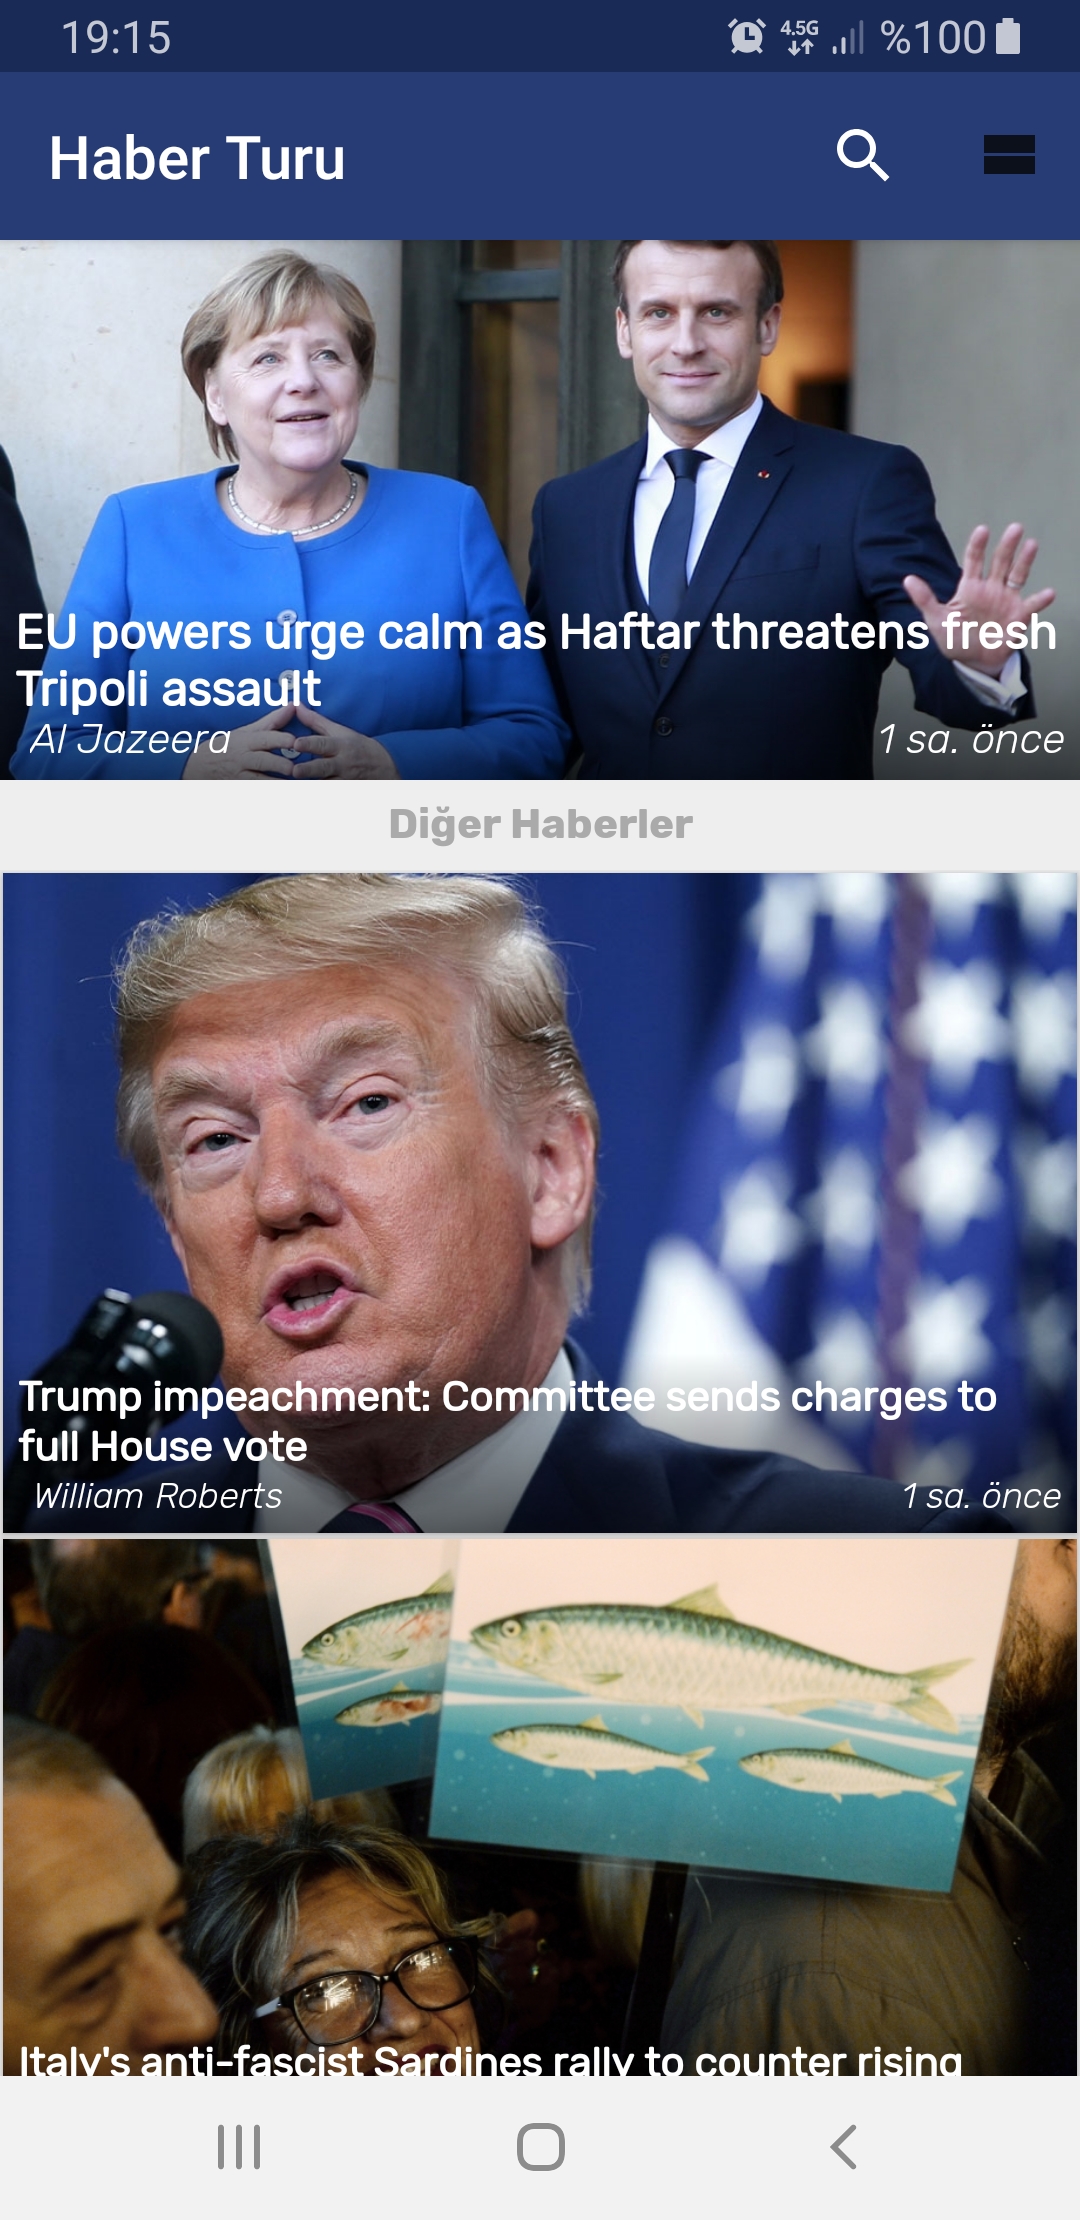 19:15
4.5G
%100
Haber Turu
EU powers urge calm as Haftar threatens fresh
Tripoli assault
Al Jazeera
1 sa. önce
Diğer Haberler
Trump impeachment: Committee sends charges to
full House vote
William Roberts
1 sa. önce
Italy's anti-fascist Sardines rally to counter rising